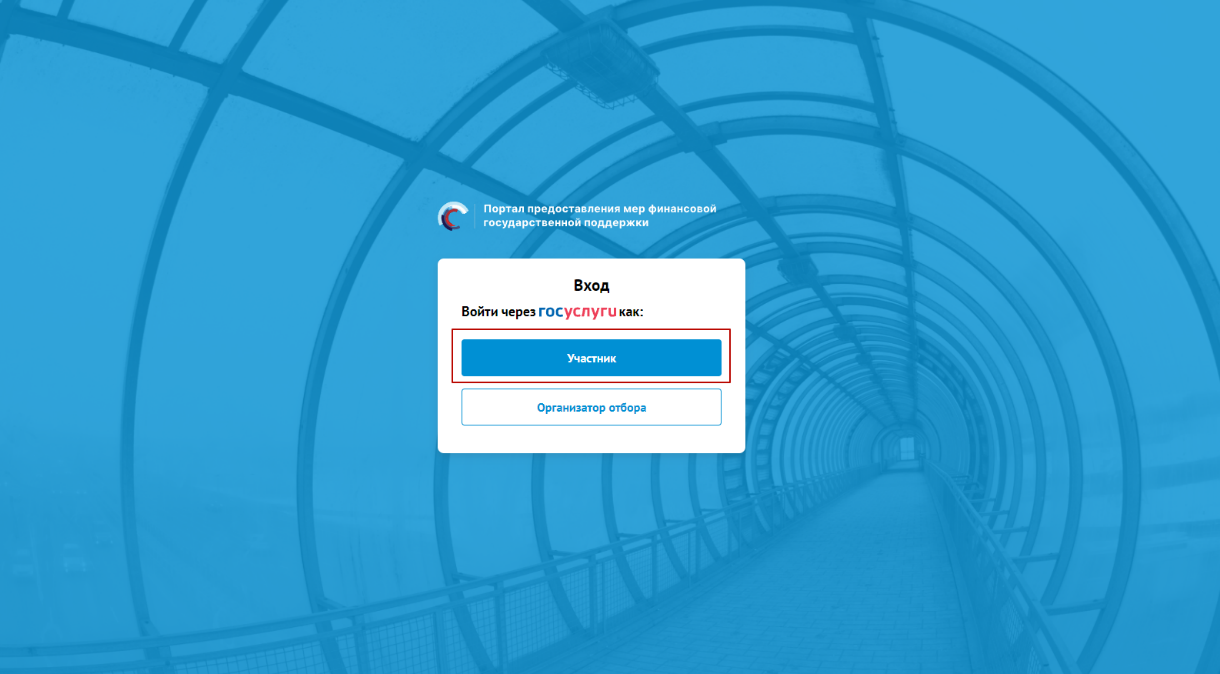 Портал предоставления мер финансовой
государственной поддержки
Вход
Войти через госуслуги как:
Участник
Организатор отбора